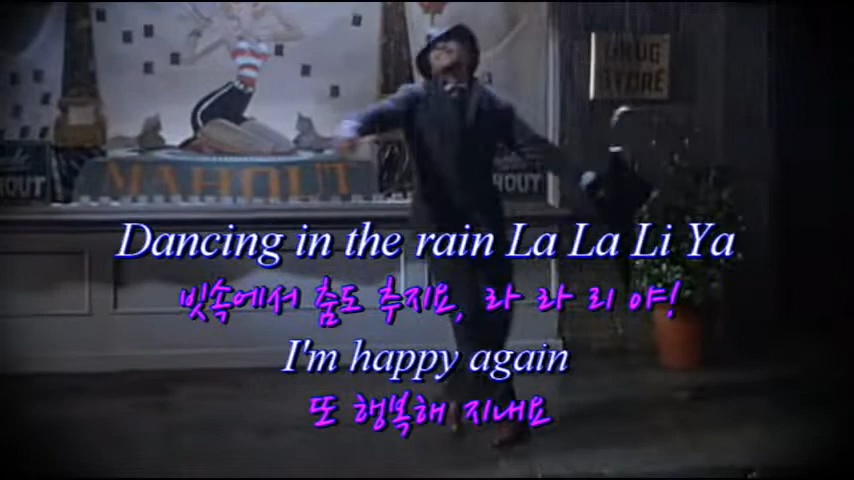 DRUG
STORE
MAHOUT
HOUT
HOUT
Dancing in the rain La La Li Ya
빗속에서 춤도 추지요, 라 라 리 야!
I'm happy again
또 행복해 지내요